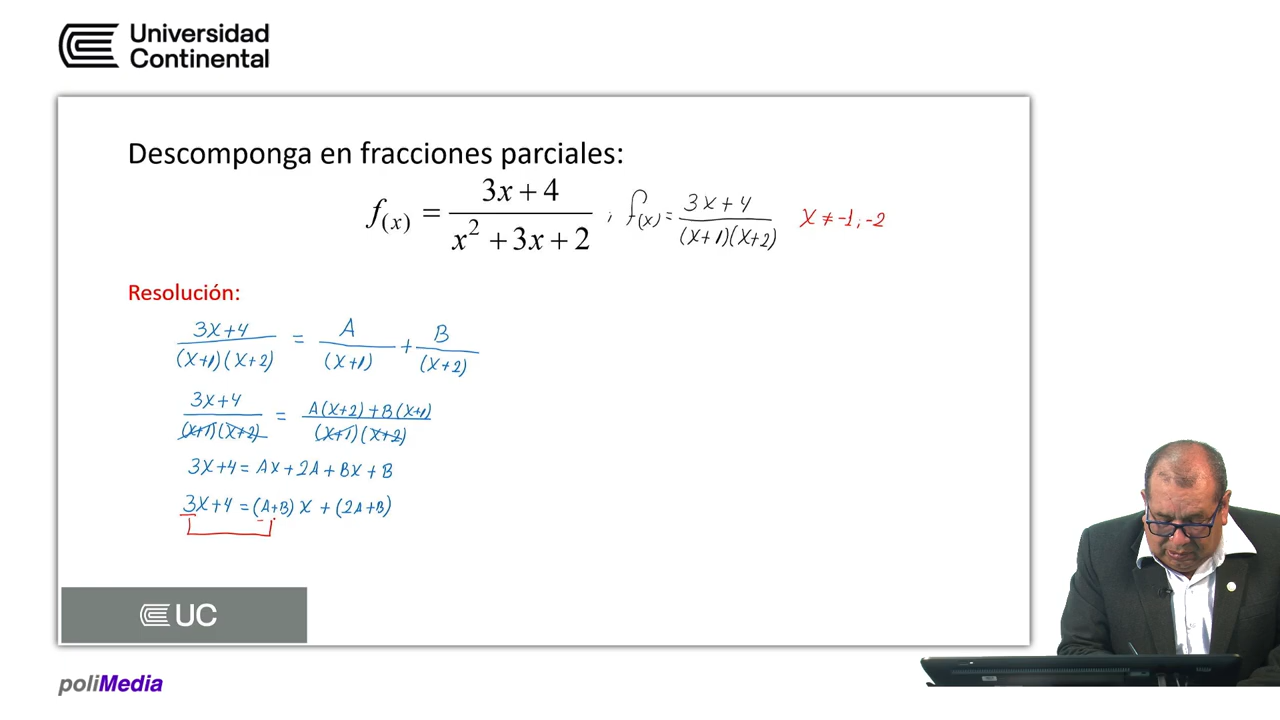 Universidad
Continental
Descomponga en fracciones parciales:
f(x) = (3x + 4)/(x² + 3x + 2) ; f(x) = (3x+4)/((x+1)(x+2)) x ≠ -1, -2
Resolución:
(3x+4)/((x+1)(x+2)) = A/(x+1) + B/(x+2)
(3x+4)/((x+1)(x+2)) = (A(x+2)+B(x+1))/((x+1)(x+2))
3x+4 = Ax+2A+Bx+B
3x+4 = (A+B)x + (2A+B)
UC
poliMedia